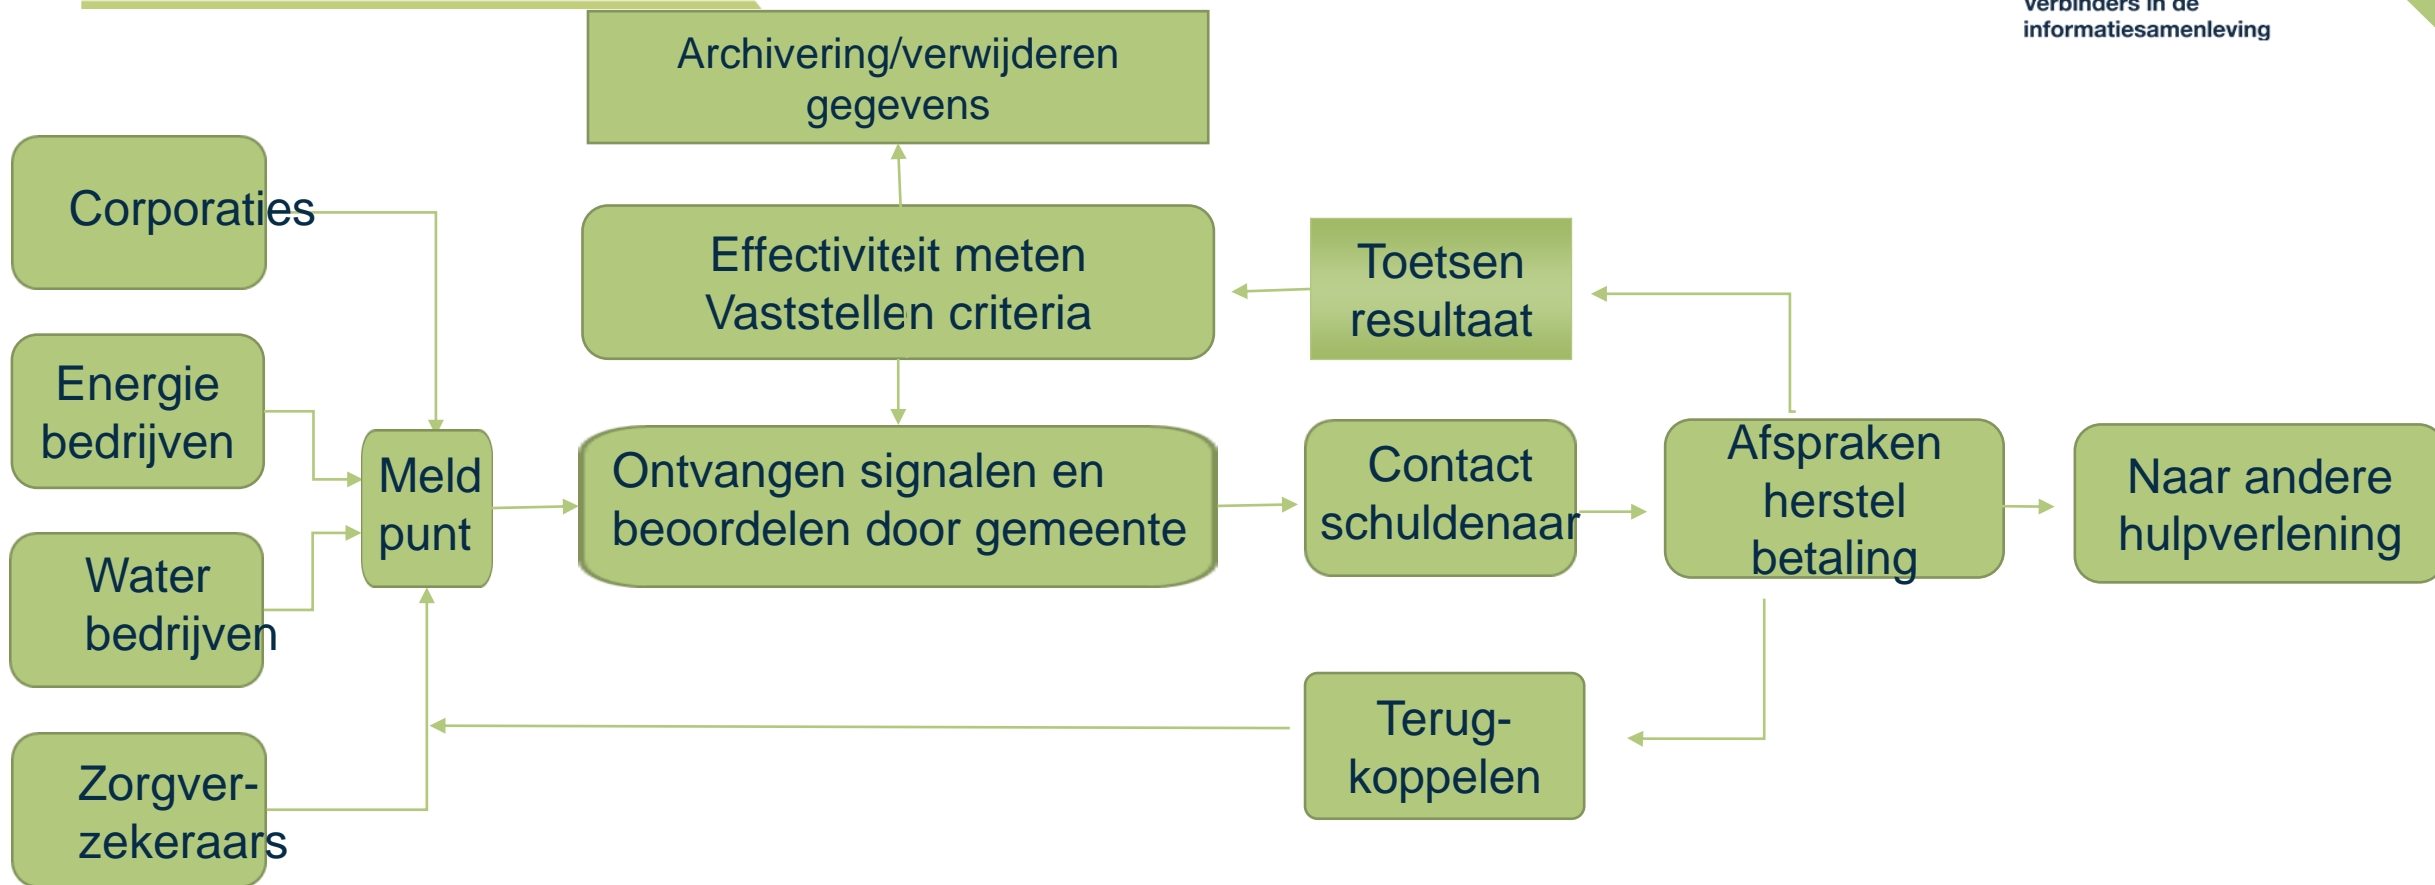 Verbinders in de
informatiesamenleving
Archivering/verwijderen
gegevens
Corporaties
Effectiviteit meten
Vaststellen criteria
Toetsen
resultaat
Energie
bedrijven
Meld
punt
Ontvangen signalen en
beoordelen door gemeente
Contact
schuldenaar
Afspraken
herstel
betaling
Naar andere
hulpverlening
Water
bedrijven
Terug-
koppelen
Zorgver-
zekeraars